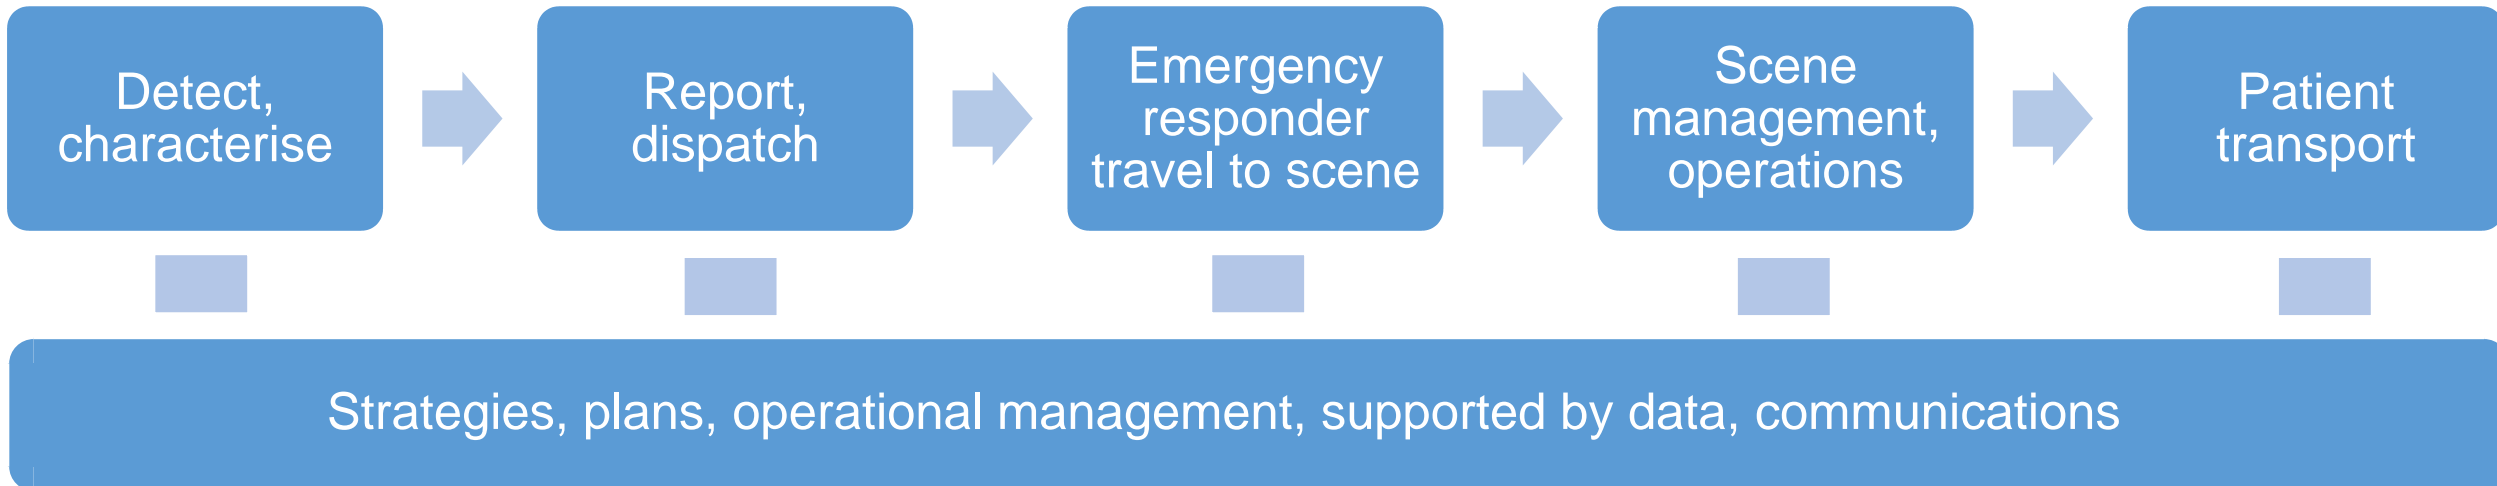 Detect,
characterise
Report,
dispatch
Emergency
responder
travel to scene
Scene
management,
operations
Patient
transport
Strategies, plans, operational management, supported by data, communications